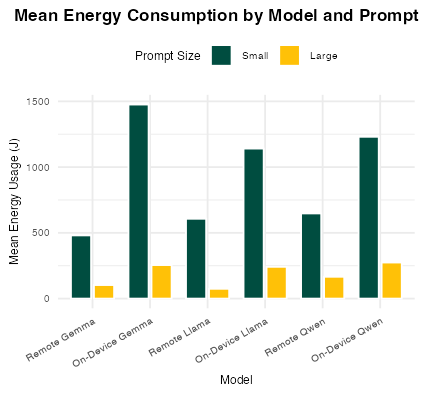 Mean Energy Consumption by Model and Prompt
Prompt Size Small Large
Mean Energy Usage (J)
1500
1000
500
0
Remote Gemma
On-Device Gemma
Remote Llama
On-Device Llama
Remote Qwen
On-Device Qwen
Model